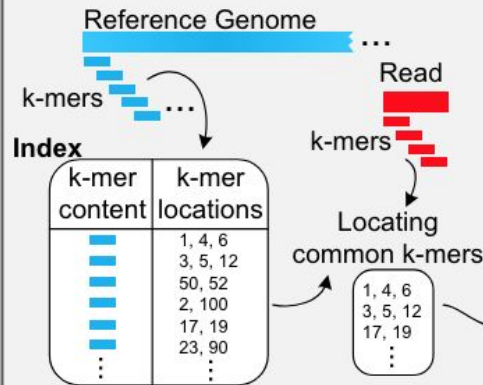 Reference Genome
...
Read
k-mers
...
k-mers
Index
k-mer content
k-mer locations
1, 4, 6
3, 5, 12
50, 52
2, 100
17, 19
23, 90
⋮
⋮
Locating
common k-mers
1, 4, 6
3, 5, 12
17, 19
⋮